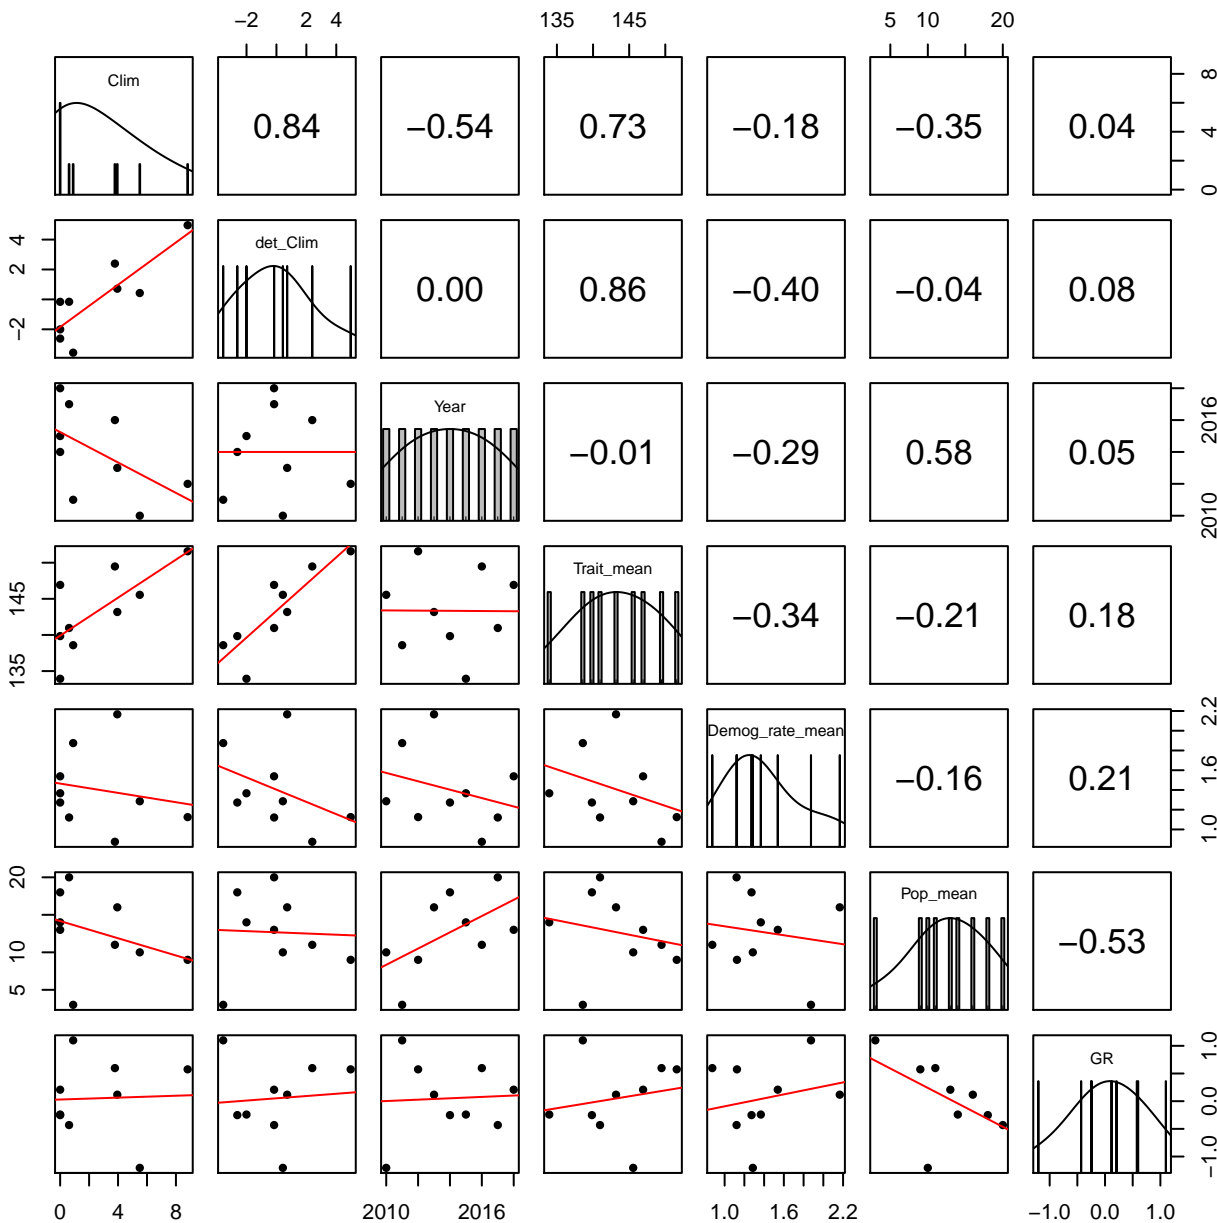 −2 2 4 135 145 5 10 20
Clim 0.84 −0.54 0.73 −0.18 −0.35 0.04
0 4 8
−2 2 4
det_Clim 0.00 0.86 −0.40 −0.04 0.08
Year −0.01 −0.29 0.58 0.05
2010 2016
135 145
Trait_mean −0.34 −0.21 0.18
Demog_rate_mean −0.16 0.21
1.0 1.6 2.2
5 10 20
Pop_mean −0.53
GR
−1.0 0.0 1.0
0 4 8 2010 2016 1.0 1.6 2.2 −1.0 0.0 1.0